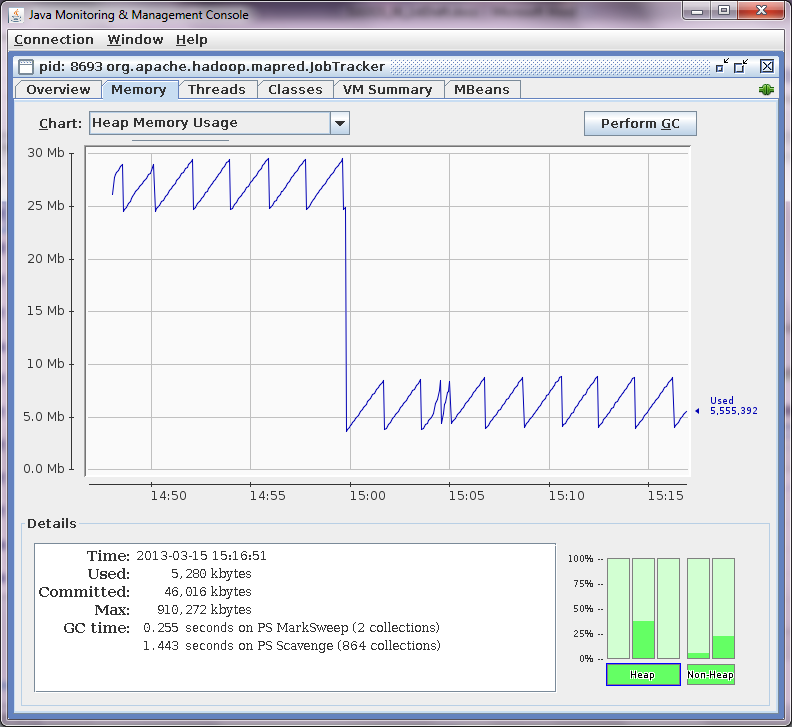 Java Monitoring & Management Console
Connection Window Help
pid: 8693 org.apache.hadoop.mapred.JobTracker
Overview Memory Threads Classes VM Summary MBeans
Chart: Heap Memory Usage Perform GC
30 Mb
25 Mb
20 Mb
15 Mb
10 Mb
5.0 Mb
0.0 Mb
Used
5,555,392
14:50 14:55 15:00 15:05 15:10 15:15
Details
Time: 2013-03-15 15:16:51
Used: 5,280 kbytes
Committed: 46,016 kbytes
Max: 910,272 kbytes
GC time: 0.255 seconds on PS MarkSweep (2 collections)
1.443 seconds on PS Scavenge (864 collections)
100% --
75% --
50% --
25% --
0% --
Heap Non-Heap